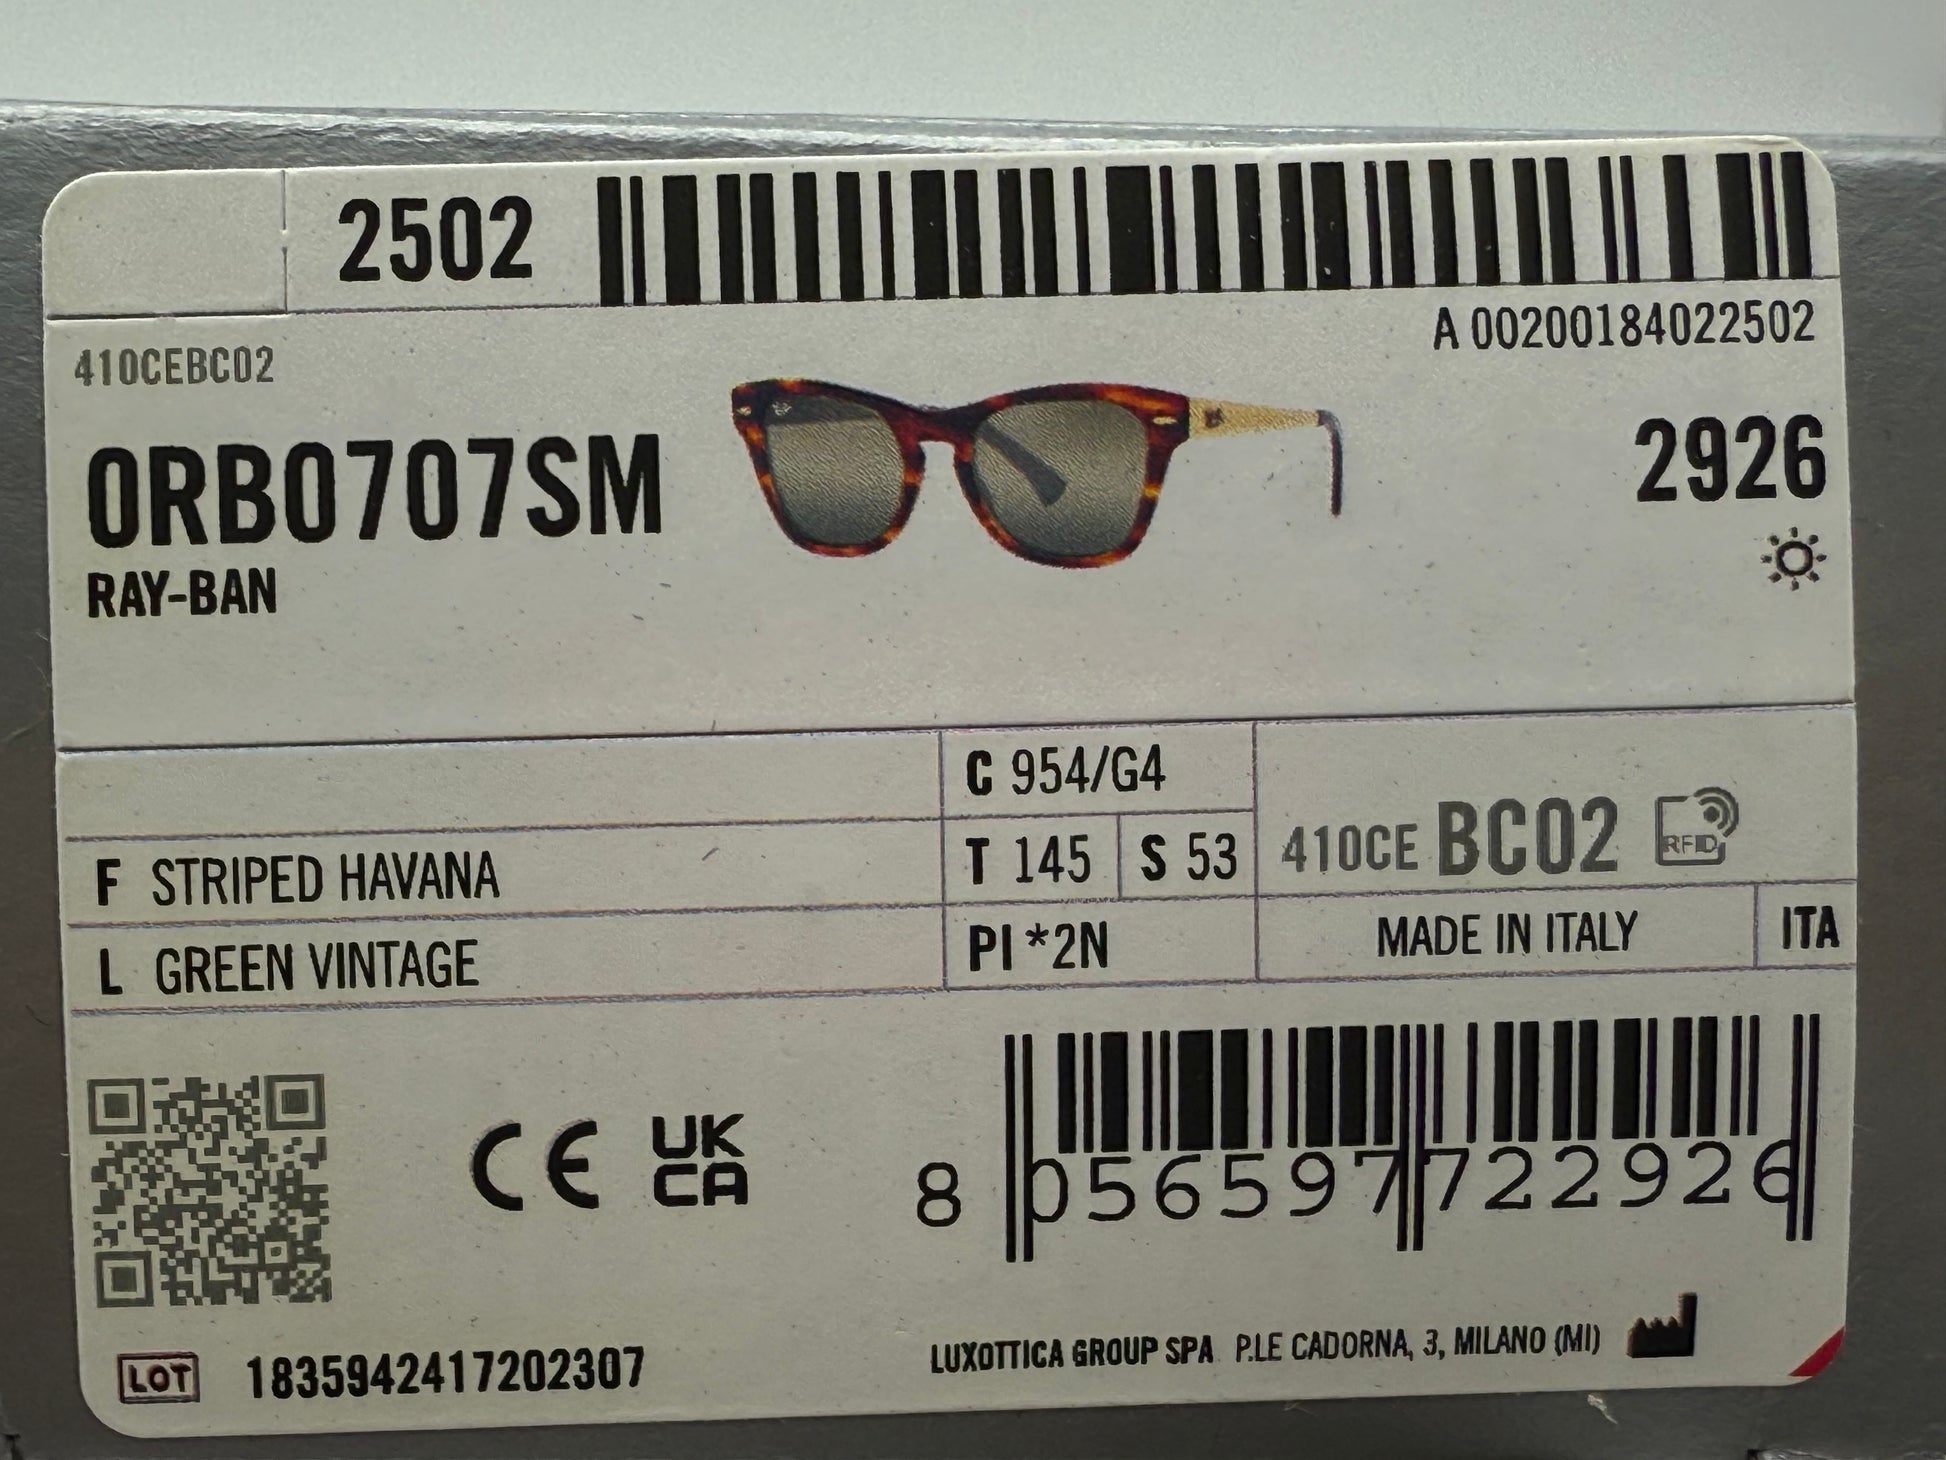 2502
A 00200184022502
410CEBC02
0RB0707SM
2926
RAY-BAN
C 954/G4
F STRIPED HAVANA
T 145
S 53
410CE BC02
RFID
L GREEN VINTAGE
PI *2N
MADE IN ITALY
ITA
CE
UK
CA
8 056597 722926
LOT 1835942417202307
LUXOTTICA GROUP SPA P.LE CADORNA, 3, MILANO (MI)